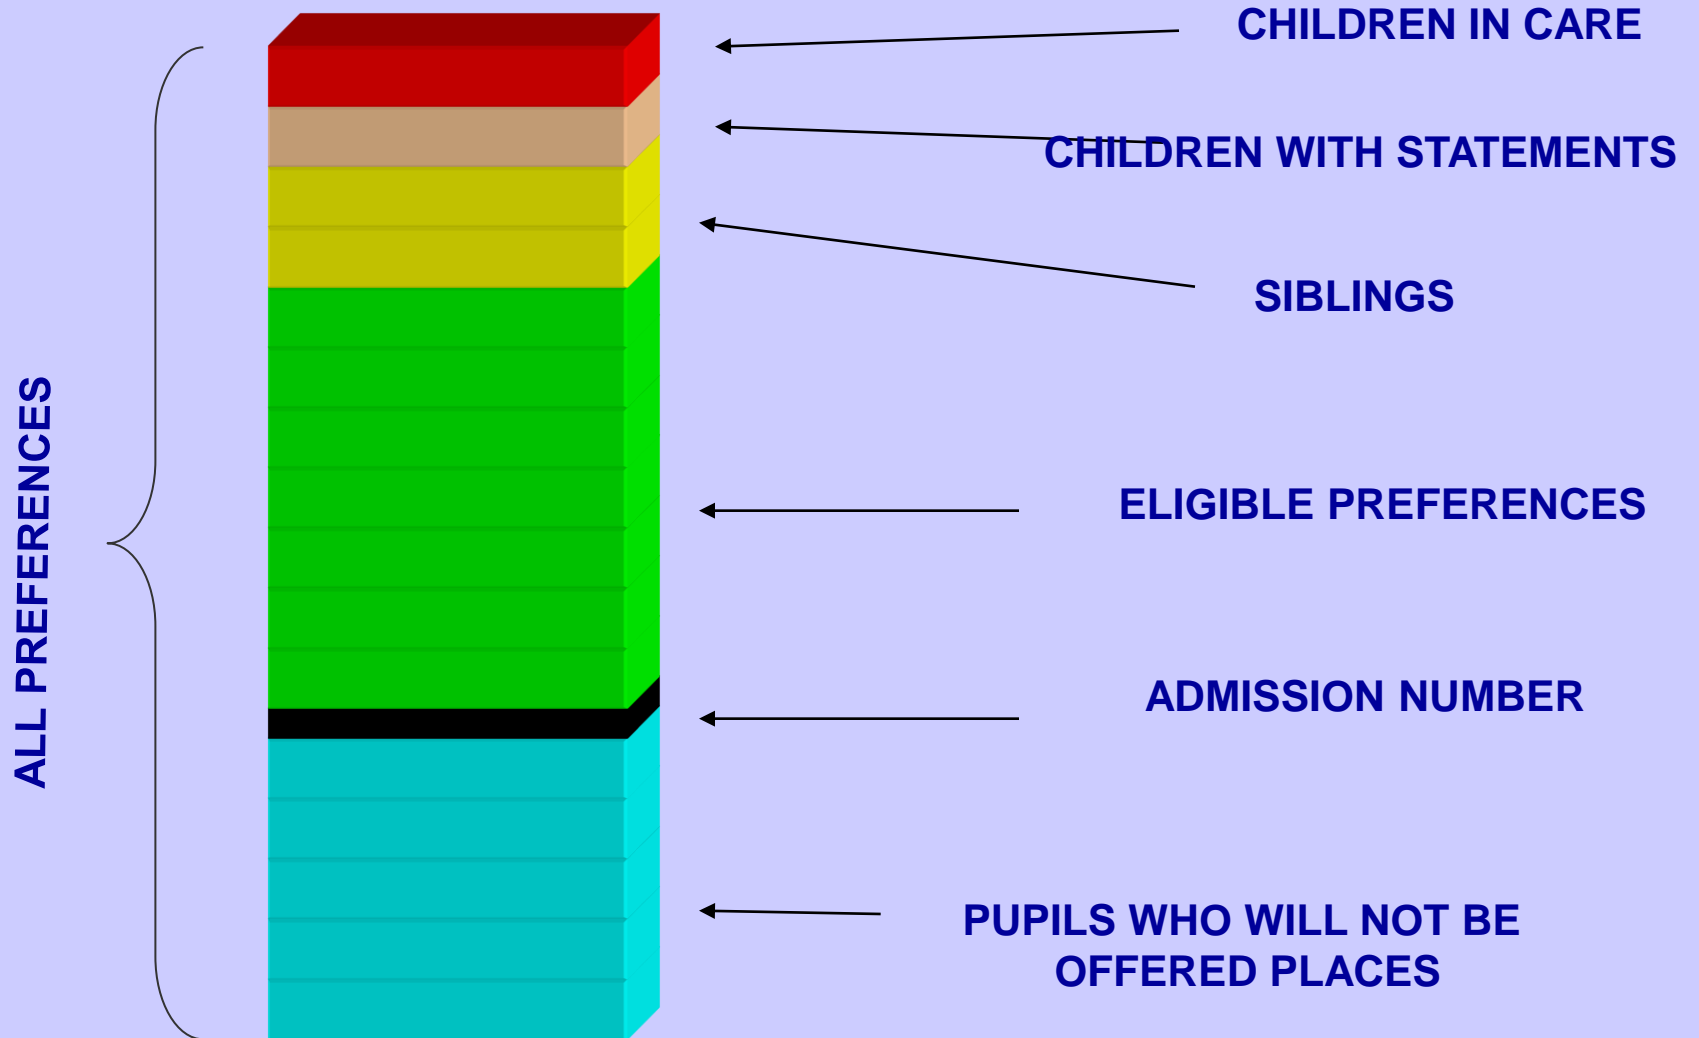 CHILDREN IN CARE
CHILDREN WITH STATEMENTS
SIBLINGS
ALL PREFERENCES
ELIGIBLE PREFERENCES
ADMISSION NUMBER
PUPILS WHO WILL NOT BE
OFFERED PLACES